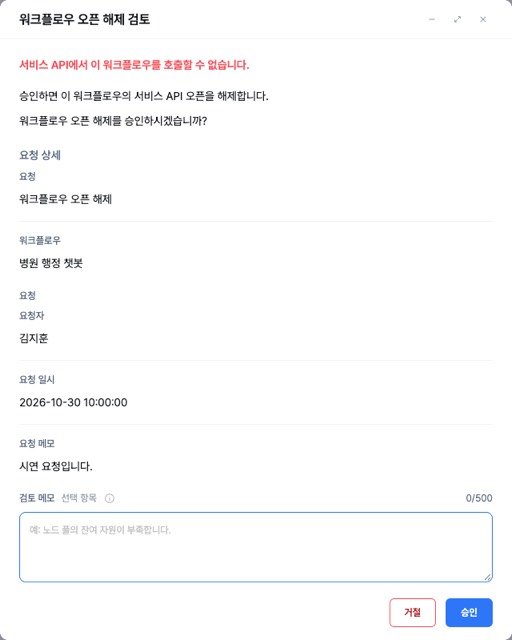 워크플로우 오픈 해제 검토
서비스 API에서 이 워크플로우를 호출할 수 없습니다.
승인하면 이 워크플로우의 서비스 API 오픈을 해제합니다.
워크플로우 오픈 해제를 승인하시겠습니까?
요청 상세
요청
워크플로우 오픈 해제
워크플로우
병원 행정 챗봇
요청
요청자
김지훈
요청 일시
2026-10-30 10:00:00
요청 메모
시연 요청입니다.
검토 메모 선택 항목 0/500
예: 노드 풀의 잔여 자원이 부족합니다.
거절 승인